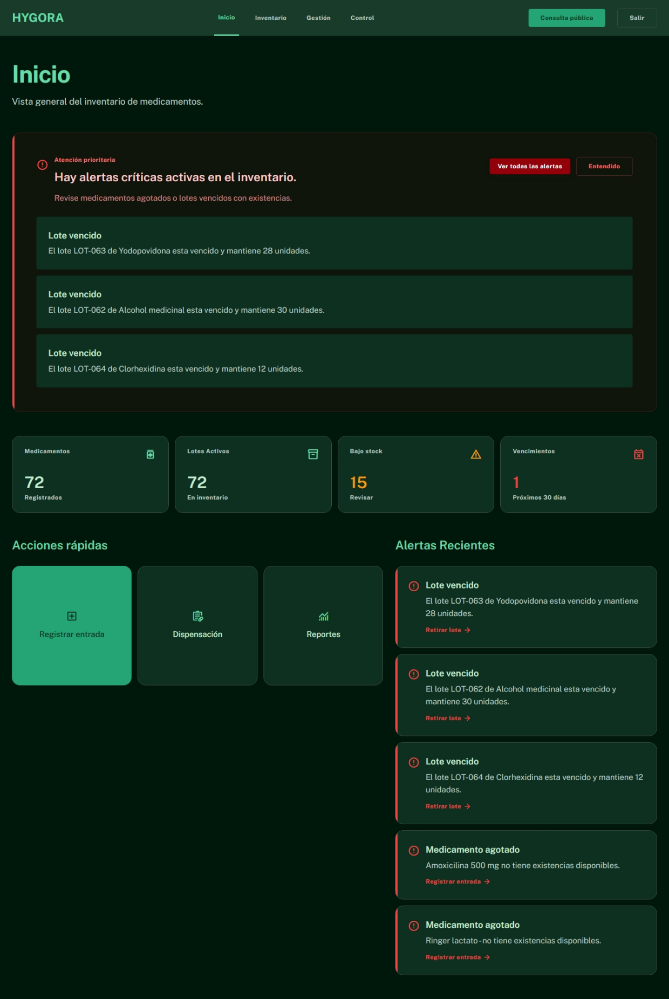 HYGORA
Inicio
Inventario
Gestión
Control
Consulta pública
Salir
Inicio
Vista general del inventario de medicamentos.
Atención prioritaria
Hay alertas críticas activas en el inventario.
Revise medicamentos agotados o lotes vencidos con existencias.
Ver todas las alertas
Entendido
Lote vencido
El lote LOT-063 de Yodopovidona esta vencido y mantiene 28 unidades.
Lote vencido
El lote LOT-062 de Alcohol medicinal esta vencido y mantiene 30 unidades.
Lote vencido
El lote LOT-064 de Clorhexidina esta vencido y mantiene 12 unidades.
Medicamentos
72
Registrados
Lotes Activos
72
En inventario
Bajo stock
15
Revisar
Vencimientos
1
Próximos 30 días
Acciones rápidas
Registrar entrada
Dispensación
Reportes
Alertas Recientes
Lote vencido
El lote LOT-063 de Yodopovidona esta vencido y mantiene
28 unidades.
Retirar lote →
Lote vencido
El lote LOT-062 de Alcohol medicinal esta vencido y
mantiene 30 unidades.
Retirar lote →
Lote vencido
El lote LOT-064 de Clorhexidina esta vencido y mantiene 12
unidades.
Retirar lote →
Medicamento agotado
Amoxicilina 500 mg no tiene existencias disponibles.
Registrar entrada →
Medicamento agotado
Ringer lactato - no tiene existencias disponibles.
Registrar entrada →